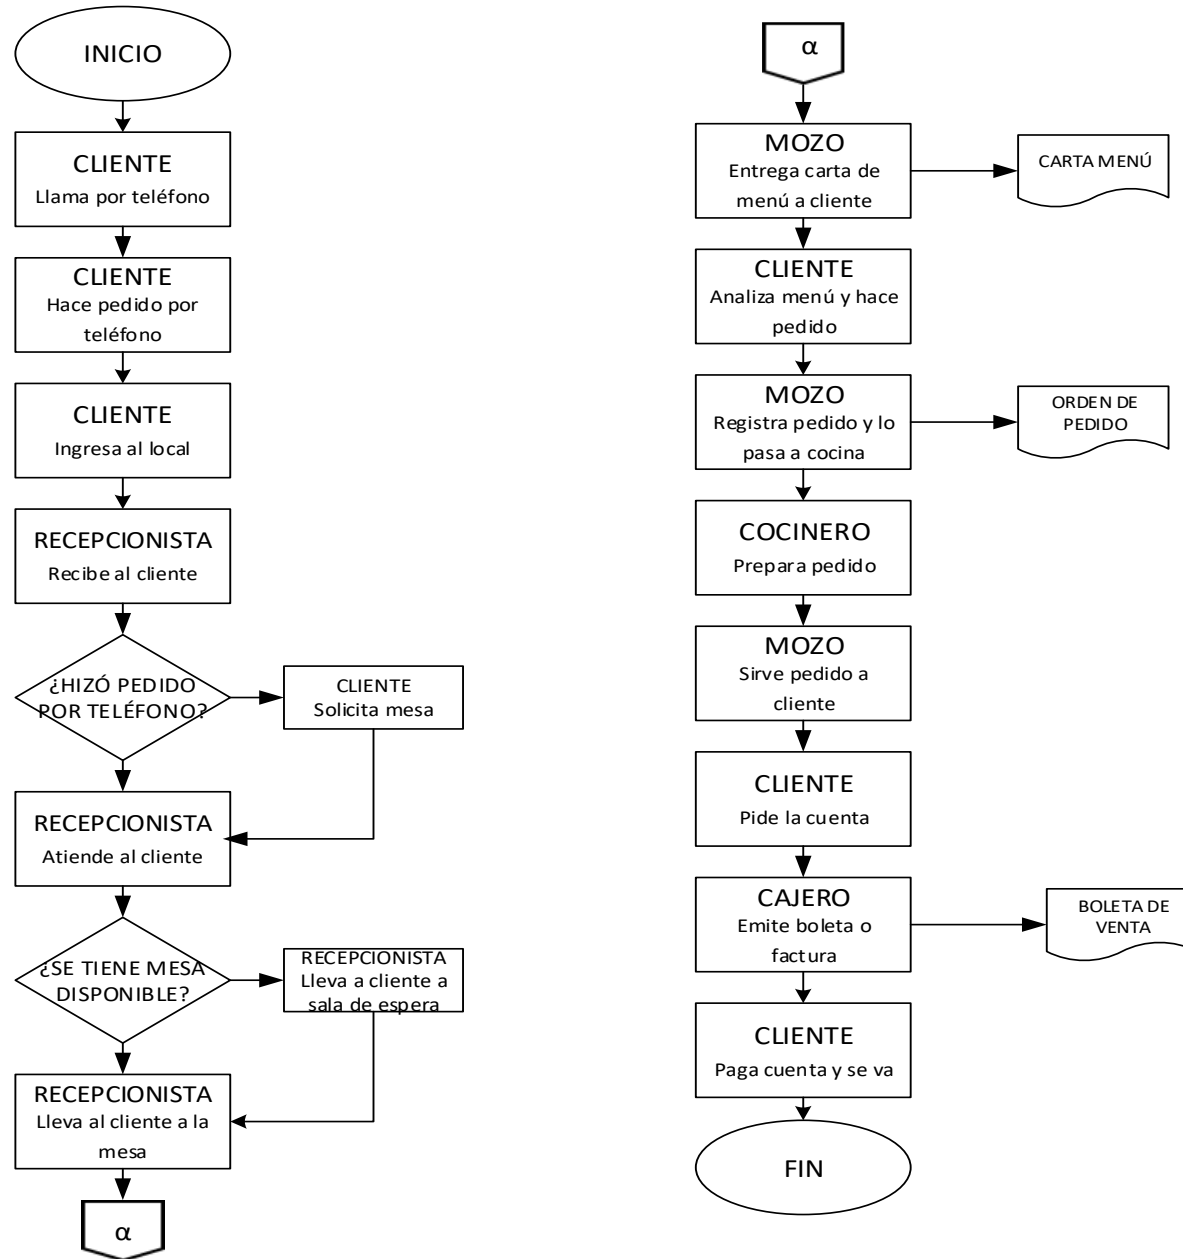 INICIO
CLIENTE
Llama por teléfono
CLIENTE
Hace pedido por
teléfono
CLIENTE
Ingresa al local
RECEPCIONISTA
Recibe al cliente
¿HIZÓ PEDIDO
POR TELÉFONO?
CLIENTE
Solicita mesa
RECEPCIONISTA
Atiende al cliente
¿SE TIENE MESA
DISPONIBLE?
RECEPCIONISTA
Lleva a cliente a
sala de espera
RECEPCIONISTA
Lleva al cliente a la
mesa
α
α
MOZO
Entrega carta de
menú a cliente
CARTA MENÚ
CLIENTE
Analiza menú y hace
pedido
MOZO
Registra pedido y lo
pasa a cocina
ORDEN DE
PEDIDO
COCINERO
Prepara pedido
MOZO
Sirve pedido a
cliente
CLIENTE
Pide la cuenta
CAJERO
Emite boleta o
factura
BOLETA DE
VENTA
CLIENTE
Paga cuenta y se va
FIN